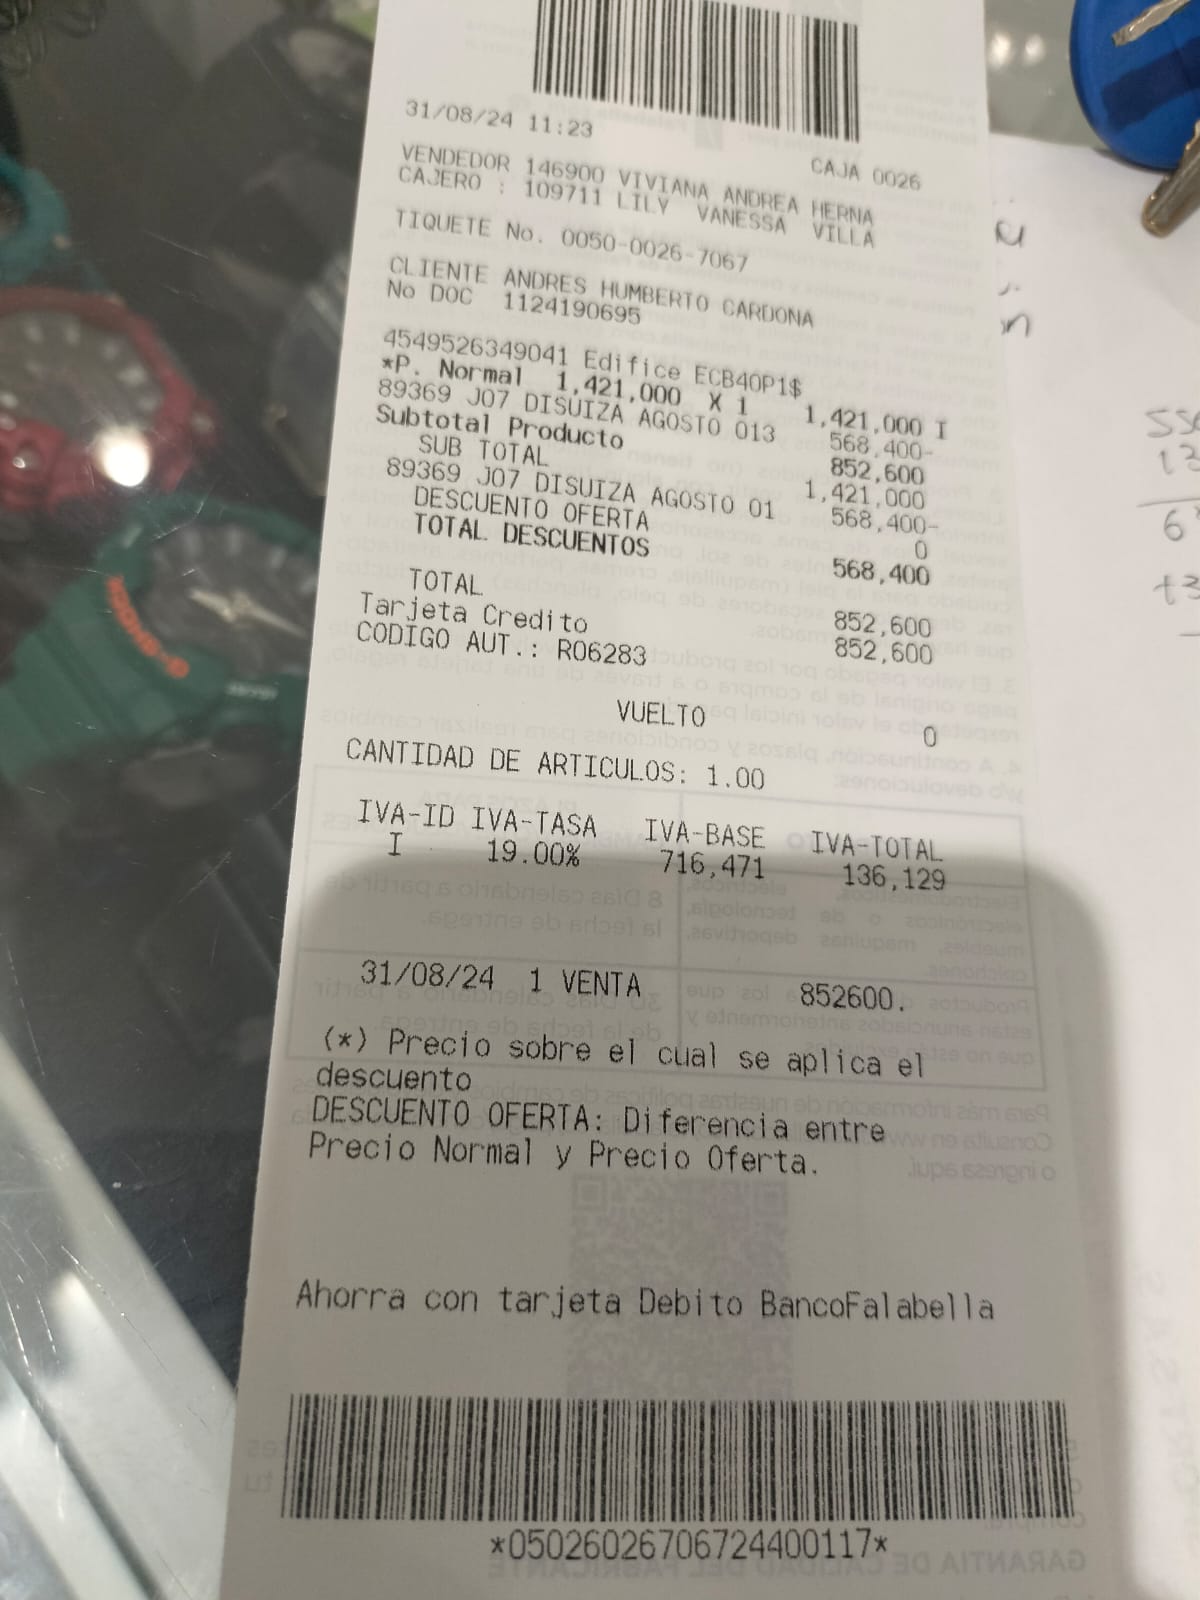 31/08/24 11:23
CAJA 0026
VENDEDOR 146900 VIVIANA ANDREA HERNA
CAJERO : 109711 LILY VANESSA VILLA
TIQUETE No. 0050-0026-7067
CLIENTE ANDRES HUMBERTO CARDONA
No DOC 1124190695
4549526349041 Edifice ECB40P1$
*P. Normal 1,421,000 X 1 1,421,000 I
89369 J07 DISUIZA AGOSTO 013 568,400-
Subtotal Producto 852,600
SUB TOTAL 1,421,000
89369 J07 DISUIZA AGOSTO 01 568,400-
DESCUENTO OFERTA 0
TOTAL DESCUENTOS 568,400
TOTAL 852,600
Tarjeta Credito 852,600
CODIGO AUT.: R06283
VUELTO 0
CANTIDAD DE ARTICULOS: 1.00
IVA-ID IVA-TASA IVA-BASE IVA-TOTAL
I 19.00% 716,471 136,129
31/08/24 1 VENTA 852600.
(*) Precio sobre el cual se aplica el
descuento
DESCUENTO OFERTA: Diferencia entre
Precio Normal y Precio Oferta.
Ahorra con tarjeta Debito BancoFalabella
*05026026706724400117*
G-SHOCK